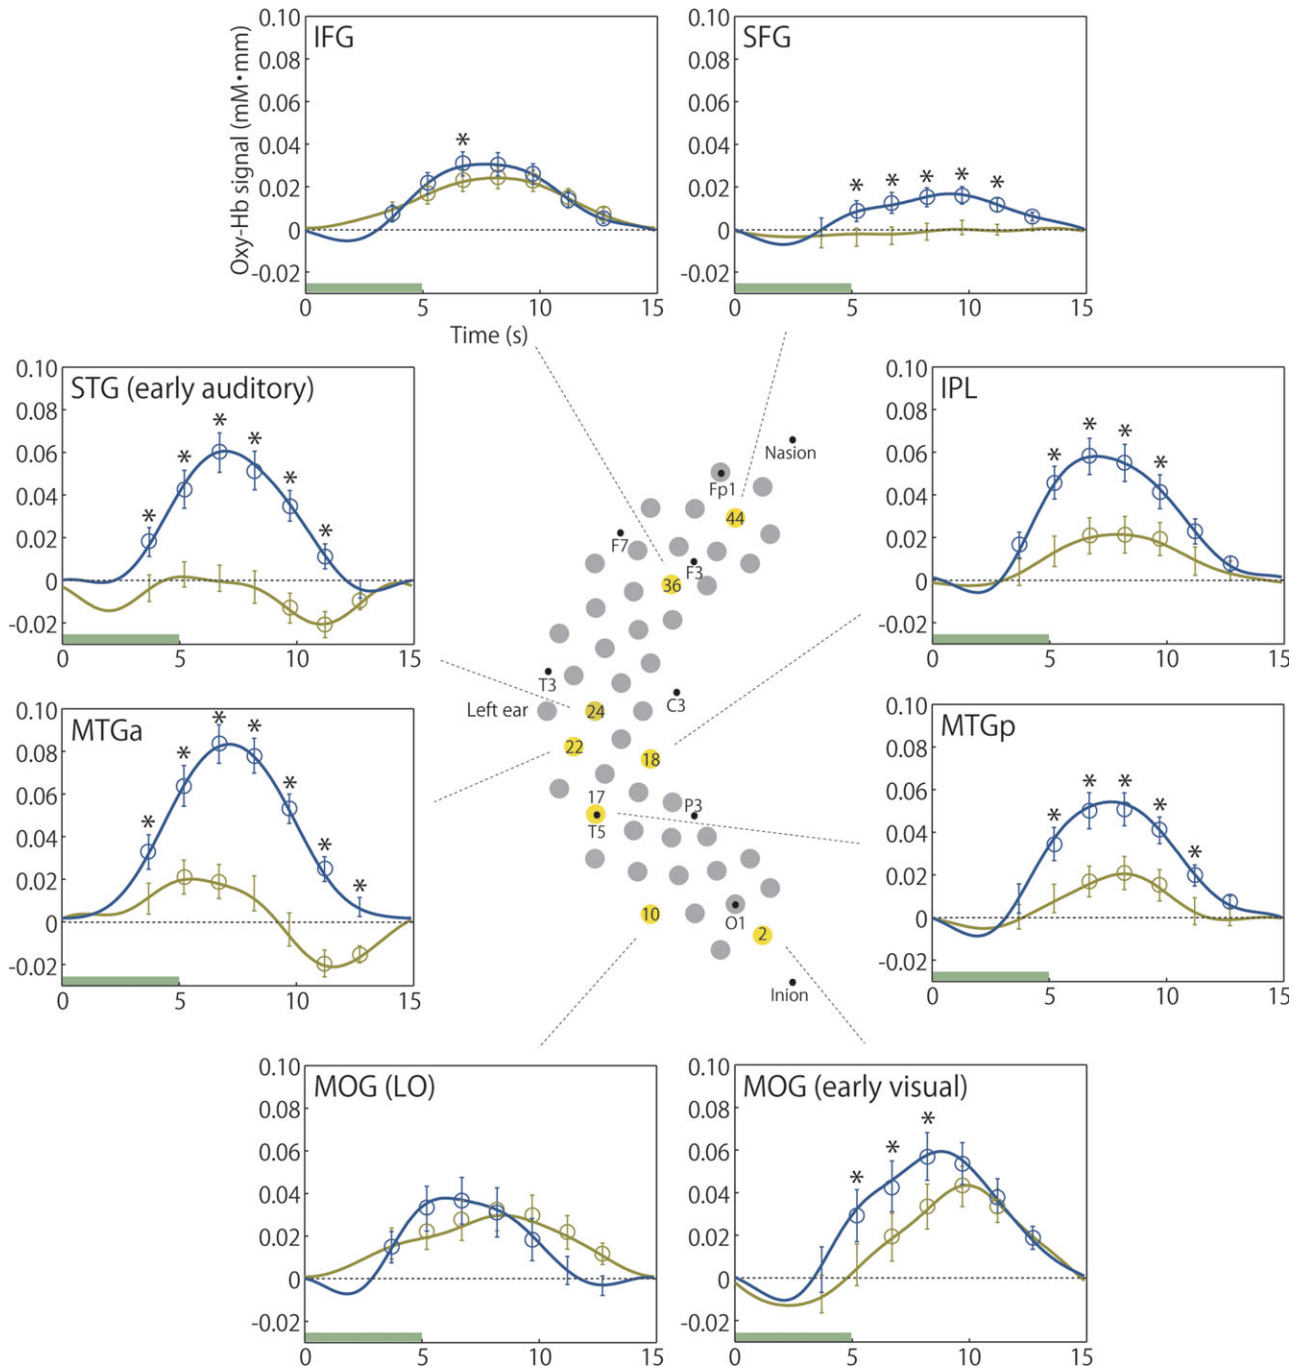 IFG
Oxy-Hb signal (mM•mm)
0.10
0.08
0.06
0.04
0.02
0
-0.02
0 5 10 15
Time (s)
*
SFG
0.10
0.08
0.06
0.04
0.02
0
-0.02
0 5 10 15
* * * * *
STG (early auditory)
0.10
0.08
0.06
0.04
0.02
0
-0.02
0 5 10 15
* * * * * *
IPL
0.10
0.08
0.06
0.04
0.02
0
-0.02
0 5 10 15
* * * *
Nasion
Fp1
44
F7
F3
36
T3
C3
Left ear
24
22
18
17
T5
P3
10
O1
2
Inion
MTGa
0.10
0.08
0.06
0.04
0.02
0
-0.02
0 5 10 15
* * * * * * *
MTGp
0.10
0.08
0.06
0.04
0.02
0
-0.02
0 5 10 15
* * * * *
MOG (LO)
0.10
0.08
0.06
0.04
0.02
0
-0.02
0 5 10 15
MOG (early visual)
0.10
0.08
0.06
0.04
0.02
0
-0.02
0 5 10 15
* * *